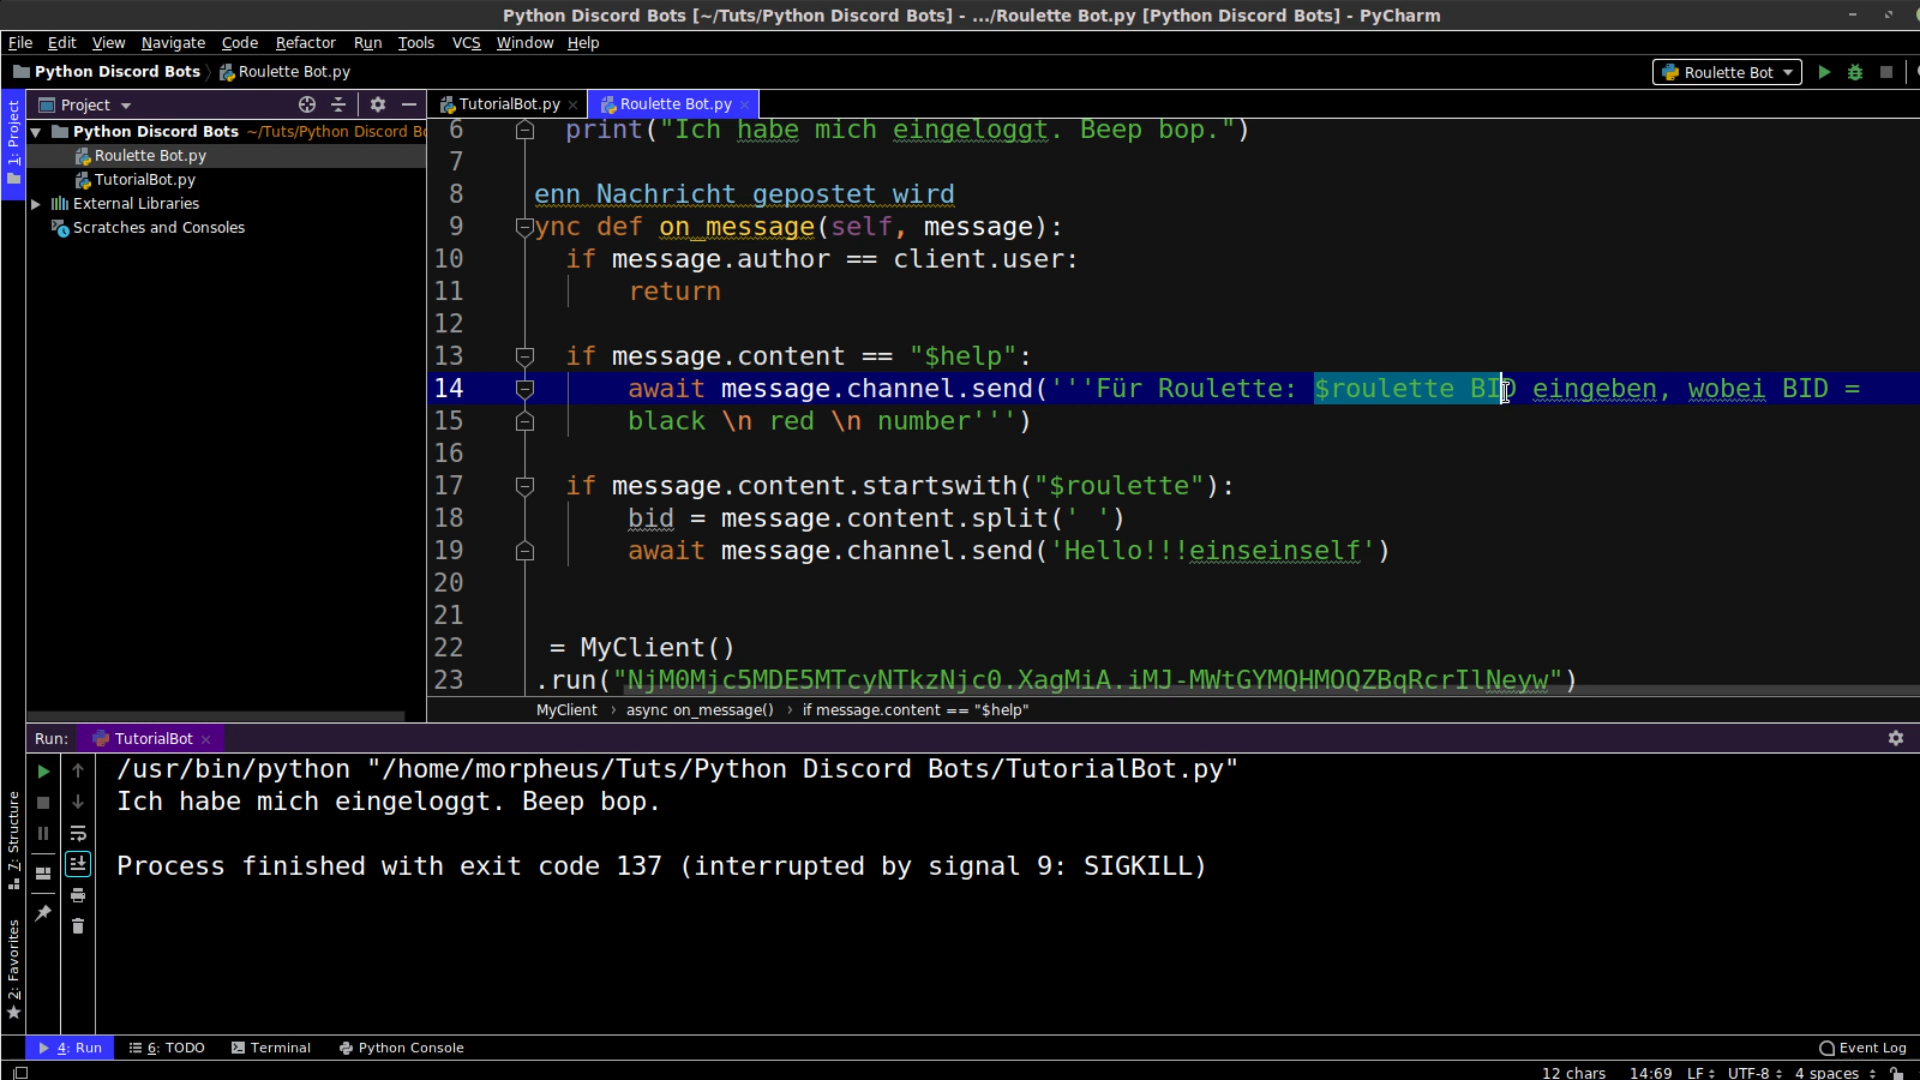 Python Discord Bots [~/Tuts/Python Discord Bots] - .../Roulette Bot.py [Python Discord Bots] - PyCharm
File Edit View Navigate Code Refactor Run Tools VCS Window Help
Python Discord Bots Roulette Bot.py Roulette Bot
Project TutorialBot.py Roulette Bot.py
1: Project
Python Discord Bots ~/Tuts/Python Discord Bo
Roulette Bot.py
TutorialBot.py
External Libraries
Scratches and Consoles
6 print("Ich habe mich eingeloggt. Beep bop.")
7
8 enn Nachricht gepostet wird
9 ync def on_message(self, message):
10 if message.author == client.user:
11 return
12
13 if message.content == "$help":
14 await message.channel.send('''Für Roulette: $roulette BID eingeben, wobei BID =
15 black \n red \n number''')
16
17 if message.content.startswith("$roulette"):
18 bid = message.content.split(' ')
19 await message.channel.send('Hello!!!einseinself')
20
21
22 = MyClient()
23 .run("NjM0Mjc5MDE5MTcyNTkzNjc0.XagMiA.iMJ-MWtGYMQHMOQZBqRcrIlNeyw")
MyClient › async on_message() › if message.content == "$help"
Run: TutorialBot
/usr/bin/python "/home/morpheus/Tuts/Python Discord Bots/TutorialBot.py"
Ich habe mich eingeloggt. Beep bop.
Process finished with exit code 137 (interrupted by signal 9: SIGKILL)
7: Structure
2: Favorites
4: Run 6: TODO Terminal Python Console Event Log
12 chars 14:69 LF UTF-8 4 spaces